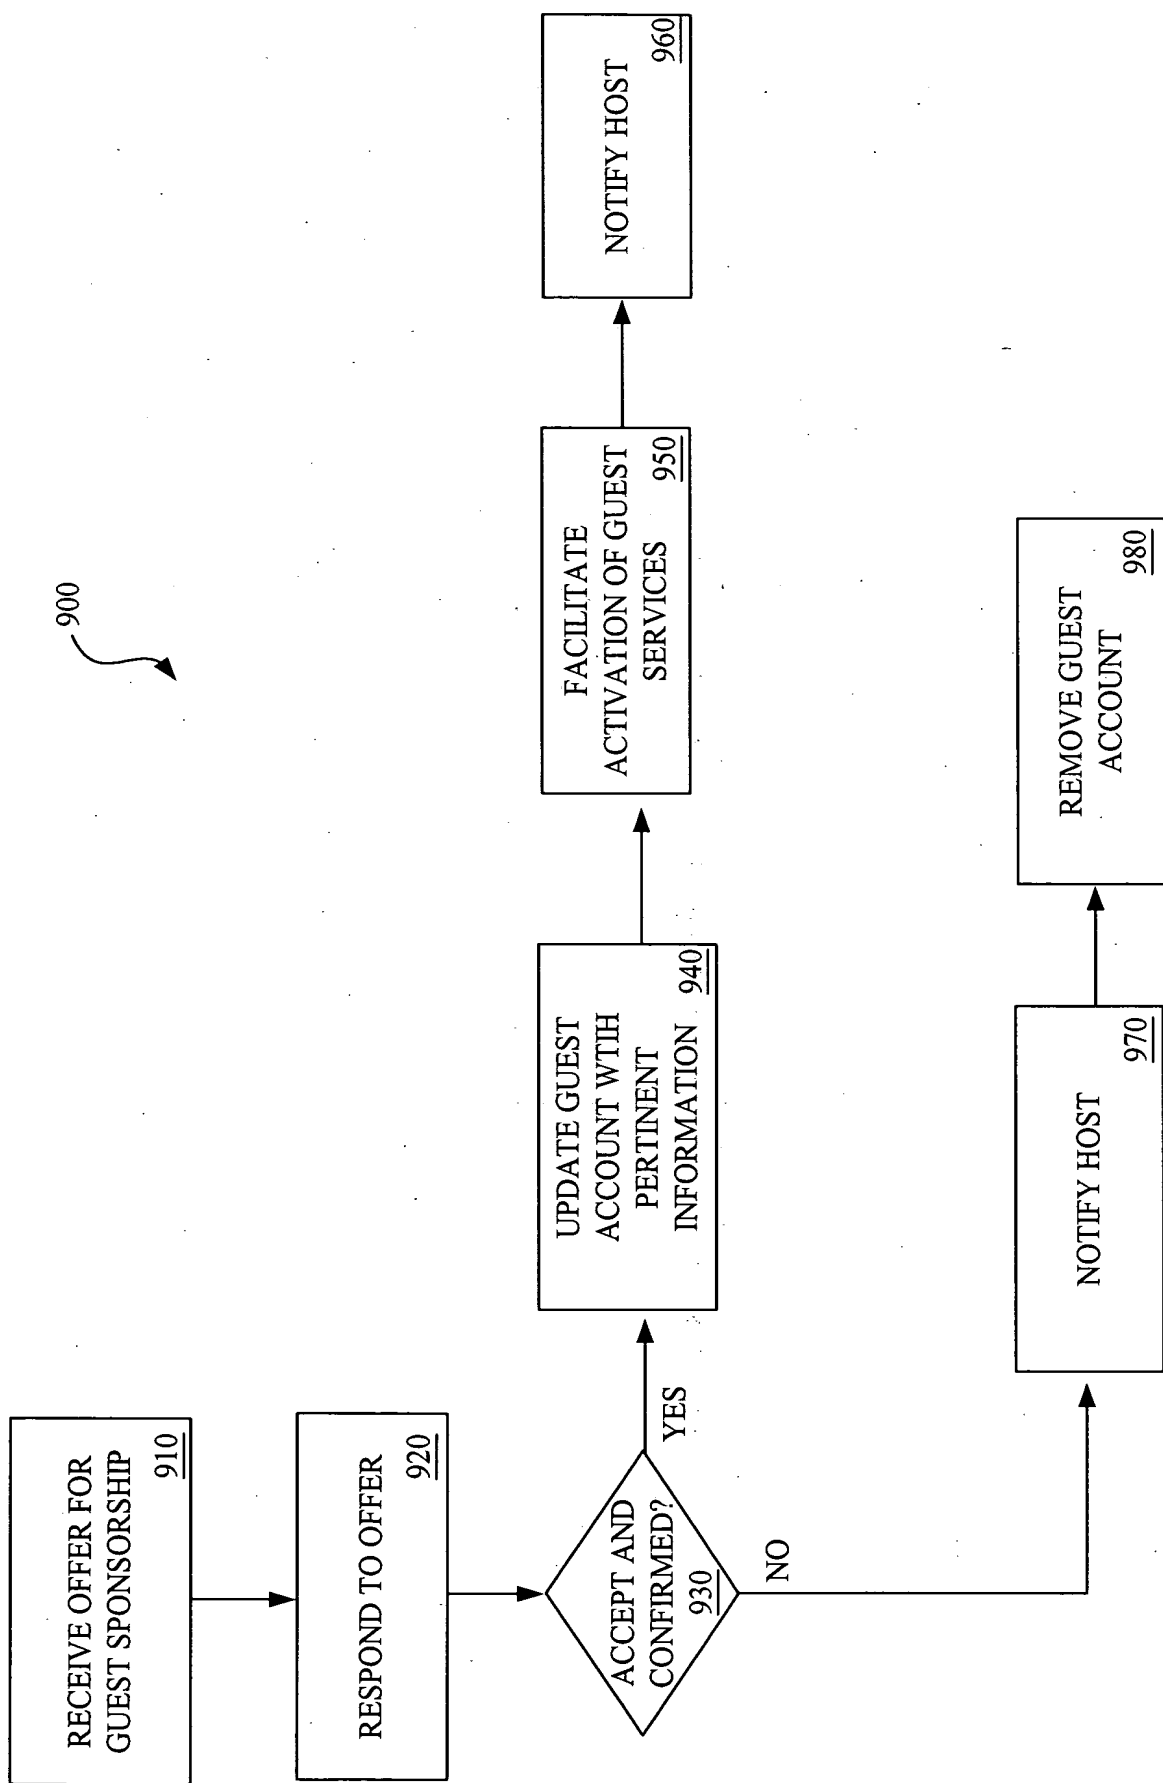 900
RECEIVE OFFER FOR
GUEST SPONSORSHIP
910
RESPOND TO OFFER
920
ACCEPT AND
CONFIRMED?
930
YES
NO
UPDATE GUEST
ACCOUNT WTIH
PERTINENT
INFORMATION
940
FACILITATE
ACTIVATION OF GUEST
SERVICES
950
NOTIFY HOST
960
NOTIFY HOST
970
REMOVE GUEST
ACCOUNT
980